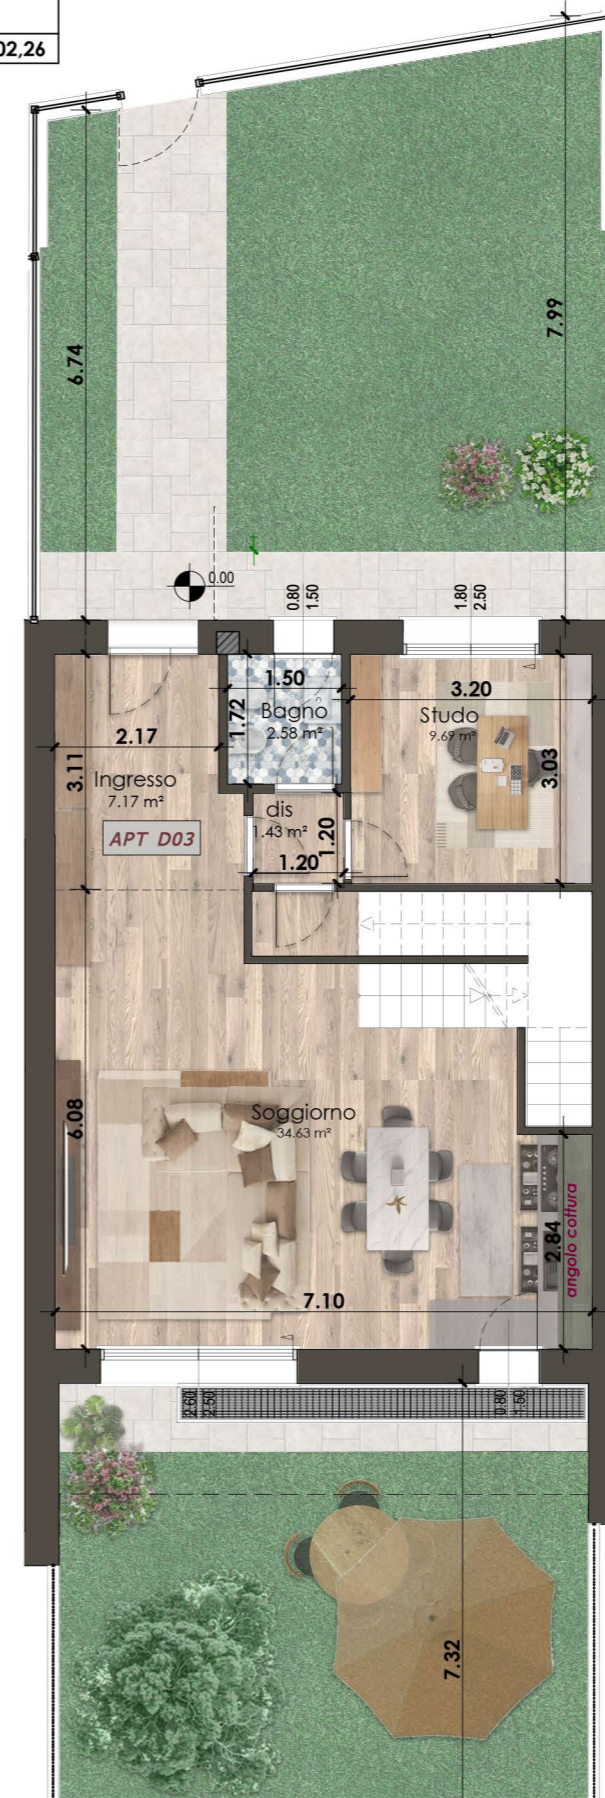 02,26
6.74
7.99
0.00
0.80
1.50
1.80
2.50
1.50
3.20
1.72
Bagno
2.58 m²
Studo
9.69 m²
2.17
3.11
3.03
Ingresso
7.17 m²
dis
1.43 m²
1.20
APT D03
1.20
6.08
Soggiorno
34.63 m²
2.84
angolo cottura
7.10
2.60
2.50
0.80
1.50
7.32